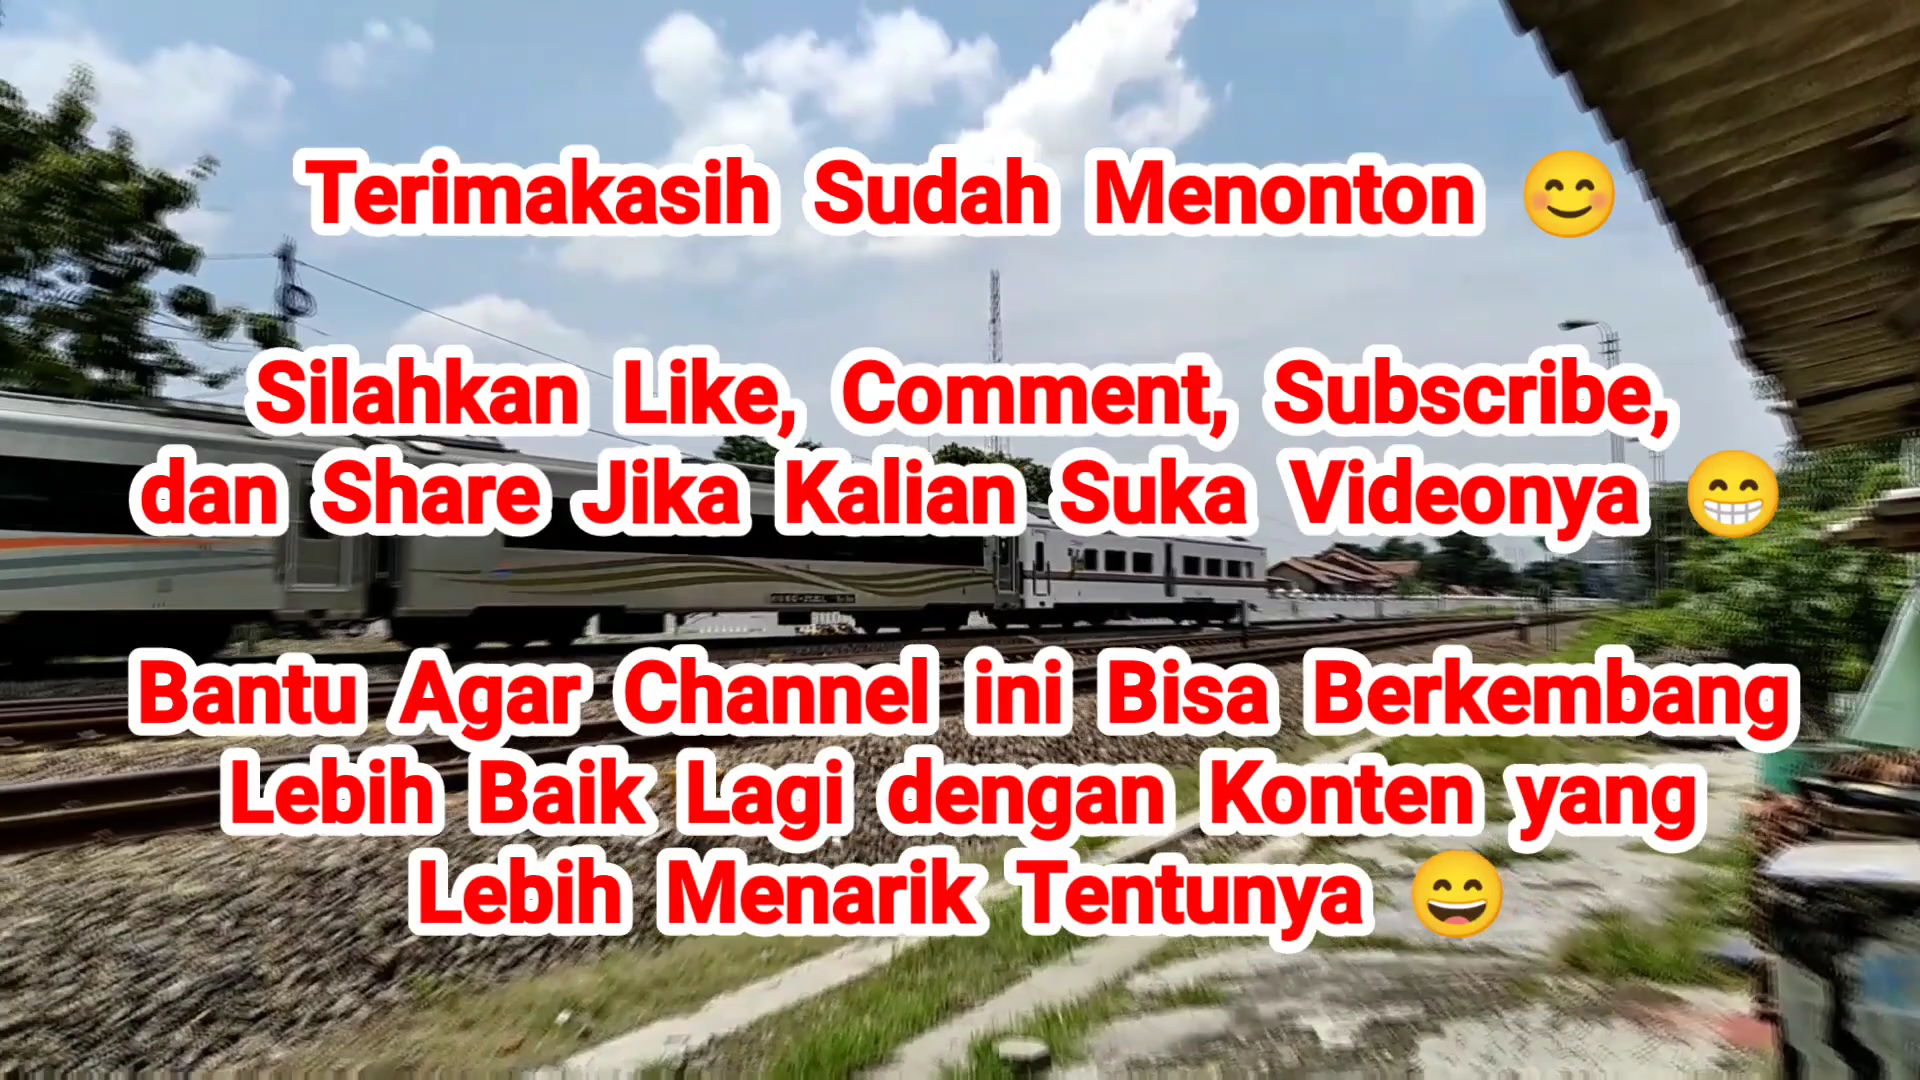 Terimakasih Sudah Menonton 😊
Silahkan Like, Comment, Subscribe,
dan Share Jika Kalian Suka Videonya 😁
Bantu Agar Channel ini Bisa Berkembang
Lebih Baik Lagi dengan Konten yang
Lebih Menarik Tentunya 😄